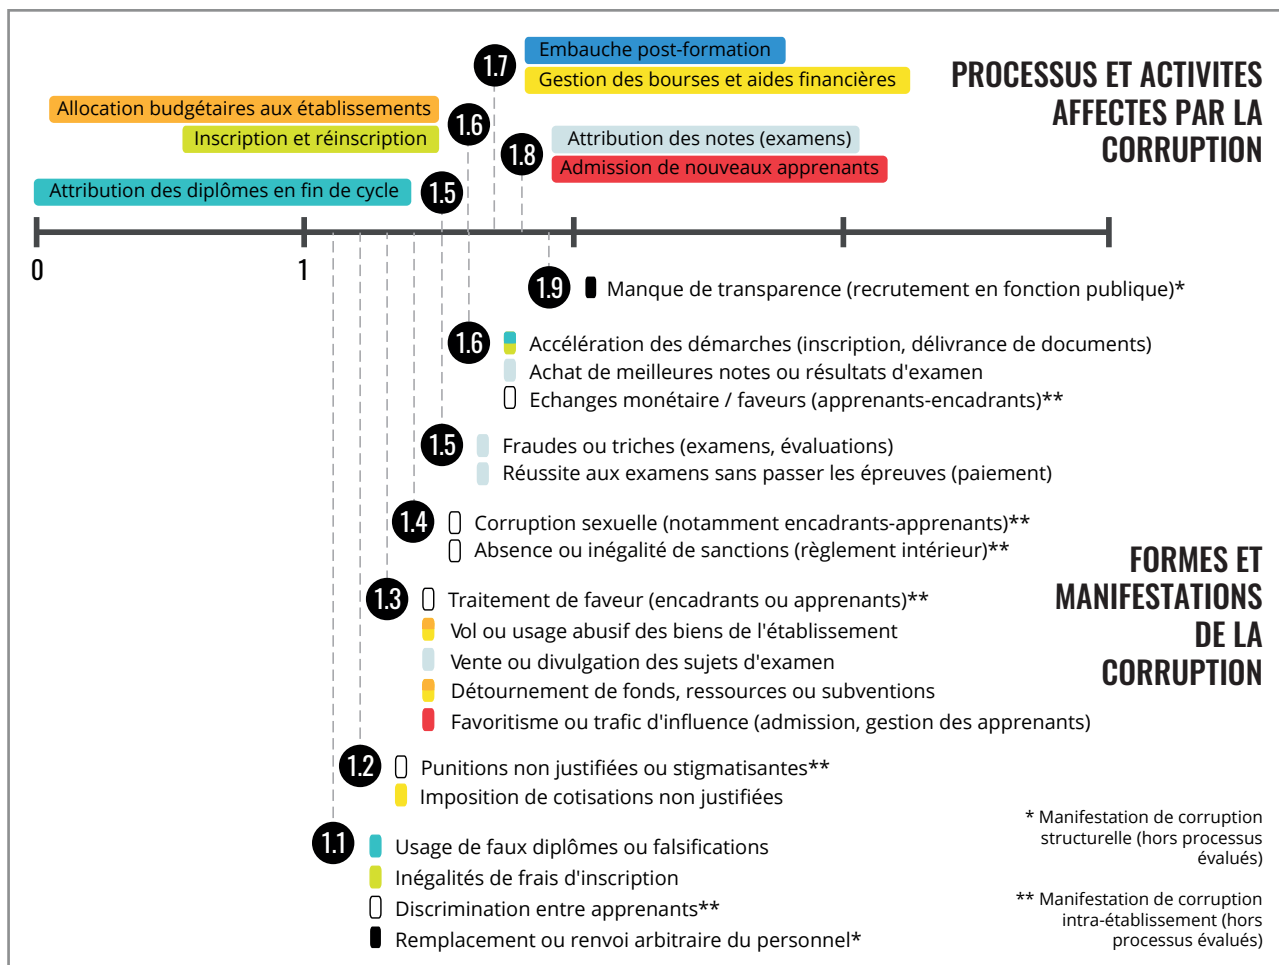 PROCESSUS ET ACTIVITES
AFFECTES PAR LA
CORRUPTION
1.7
Embauche post-formation
Gestion des bourses et aides financières
Allocation budgétaires aux établissements
Inscription et réinscription
1.6
1.8
Attribution des notes (examens)
Admission de nouveaux apprenants
Attribution des diplômes en fin de cycle
1.5
0
1
1.9
Manque de transparence (recrutement en fonction publique)*
1.6
Accélération des démarches (inscription, délivrance de documents)
Achat de meilleures notes ou résultats d'examen
Echanges monétaire / faveurs (apprenants-encadrants)**
1.5
Fraudes ou triches (examens, évaluations)
Réussite aux examens sans passer les épreuves (paiement)
1.4
Corruption sexuelle (notamment encadrants-apprenants)**
Absence ou inégalité de sanctions (règlement intérieur)**
FORMES ET
MANIFESTATIONS
DE LA
CORRUPTION
1.3
Traitement de faveur (encadrants ou apprenants)**
Vol ou usage abusif des biens de l'établissement
Vente ou divulgation des sujets d'examen
Détournement de fonds, ressources ou subventions
Favoritisme ou trafic d'influence (admission, gestion des apprenants)
1.2
Punitions non justifiées ou stigmatisantes**
Imposition de cotisations non justifiées
1.1
Usage de faux diplômes ou falsifications
Inégalités de frais d'inscription
Discrimination entre apprenants**
Remplacement ou renvoi arbitraire du personnel*
* Manifestation de corruption
structurelle (hors processus
évalués)
** Manifestation de corruption
intra-établissement (hors
processus évalués)